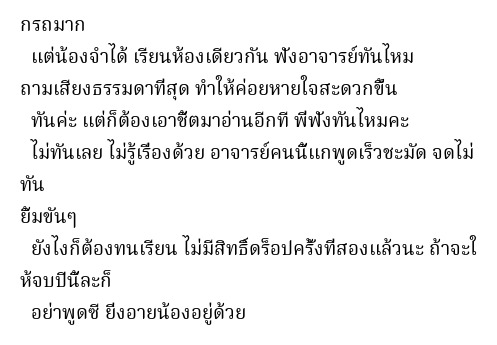 กรถมาก
แต่น้องจำได้ เรียนห้องเดียวกัน ฟังอาจารย์ทันไหม
ถามเสียงธรรมดาที่สุด ทำให้ค่อยหายใจสะดวกขึ้น
ทันค่ะ แต่ก็ต้องเอาชีตมาอ่านอีกที พี่ฟังทันไหมคะ
ไม่ทันเลย ไม่รู้เรื่องด้วย อาจารย์คนนี้แกพูดเร็วชะมัด จดไม่
ทัน
ยิ้มขันๆ
ยังไงก็ต้องทนเรียน ไม่มีสิทธิ์ดร็อปครั้งที่สองแล้วนะ ถ้าจะใ
ห้จบปีนี้ละก็
อย่าพูดซี ยิ่งอายน้องอยู่ด้วย